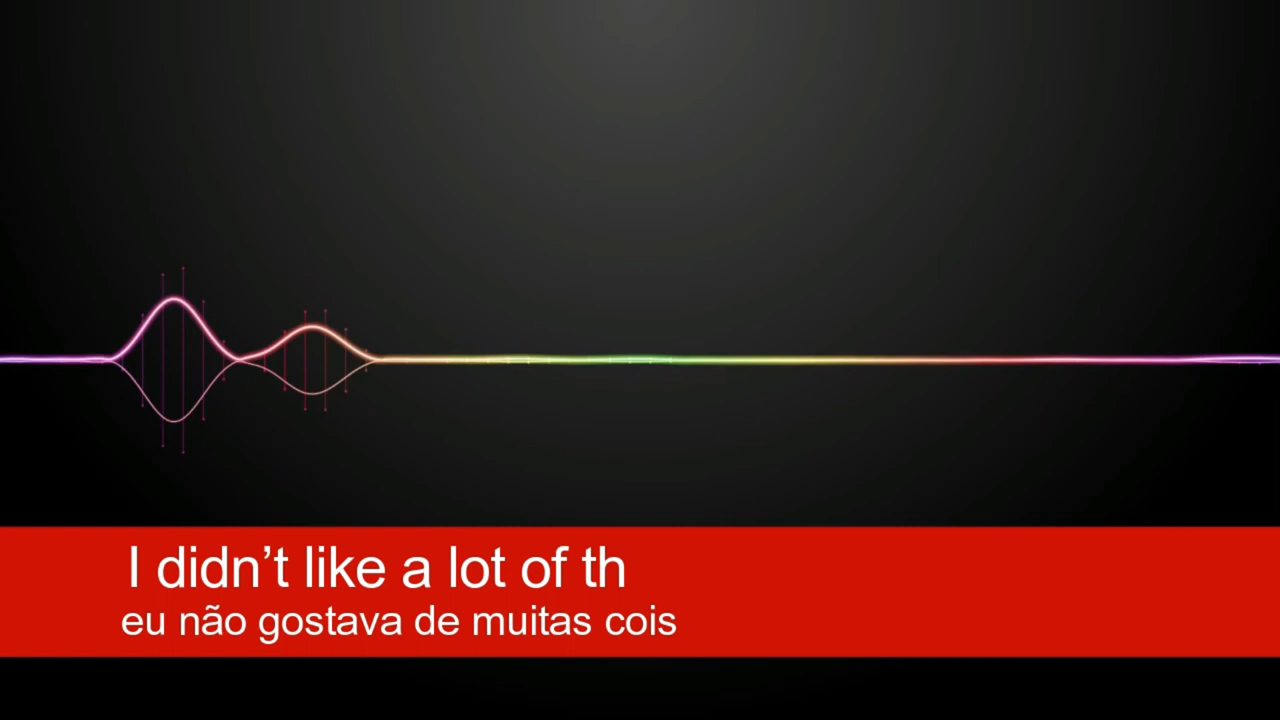 I didn’t like a lot of th
eu não gostava de muitas cois